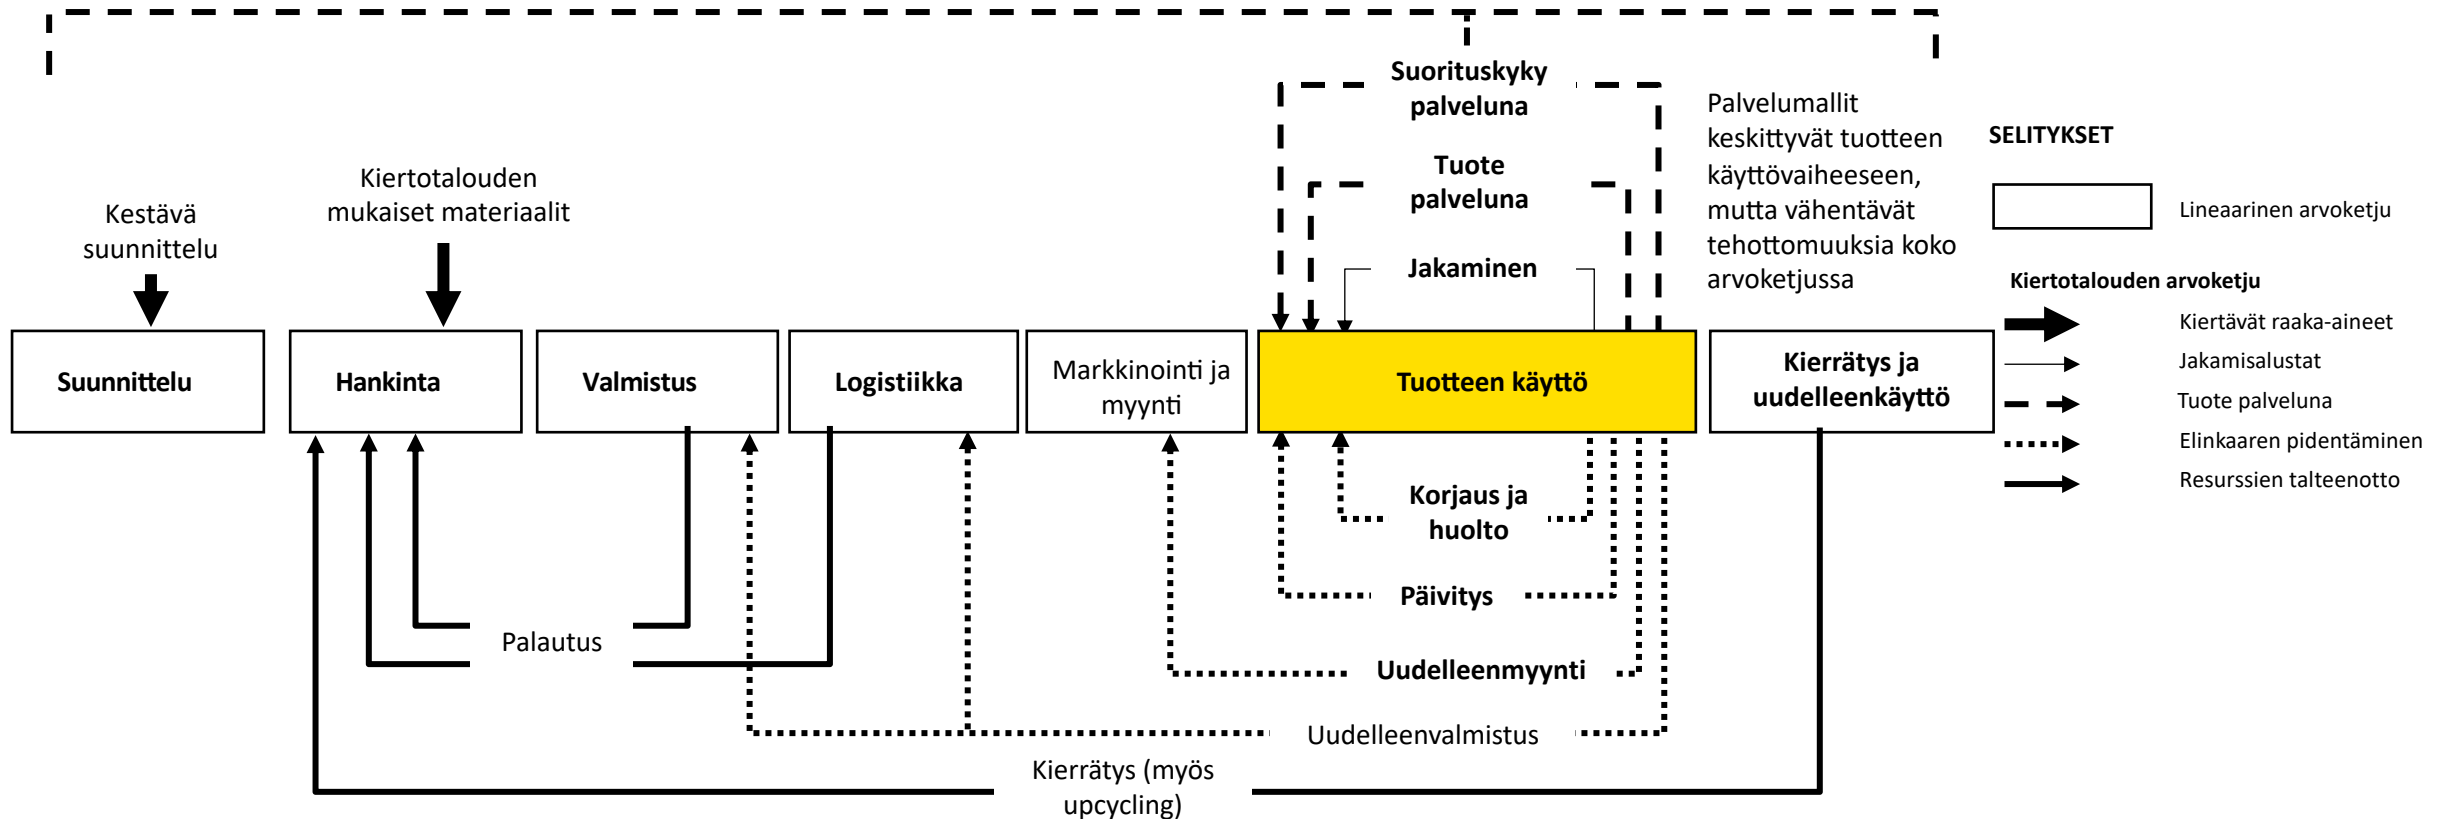 Suorituskyky
palveluna
Tuote
palveluna
Jakaminen
Palvelumallit
keskittyvät tuotteen
käyttövaiheeseen,
mutta vähentävät
tehottomuuksia koko
arvoketjussa
Kestävä
suunnittelu
Kiertotalouden
mukaiset materiaalit
Suunnittelu
Hankinta
Valmistus
Logistiikka
Markkinointi ja
myynti
Tuotteen käyttö
Kierrätys ja
uudelleenkäyttö
Korjaus ja
huolto
Päivitys
Palautus
Uudelleenmyynti
Uudelleenvalmistus
Kierrätys (myös
upcycling)
SELITYKSET
Lineaarinen arvoketju
Kiertotalouden arvoketju
Kiertävät raaka-aineet
Jakamisalustat
Tuote palveluna
Elinkaaren pidentäminen
Resurssien talteenotto